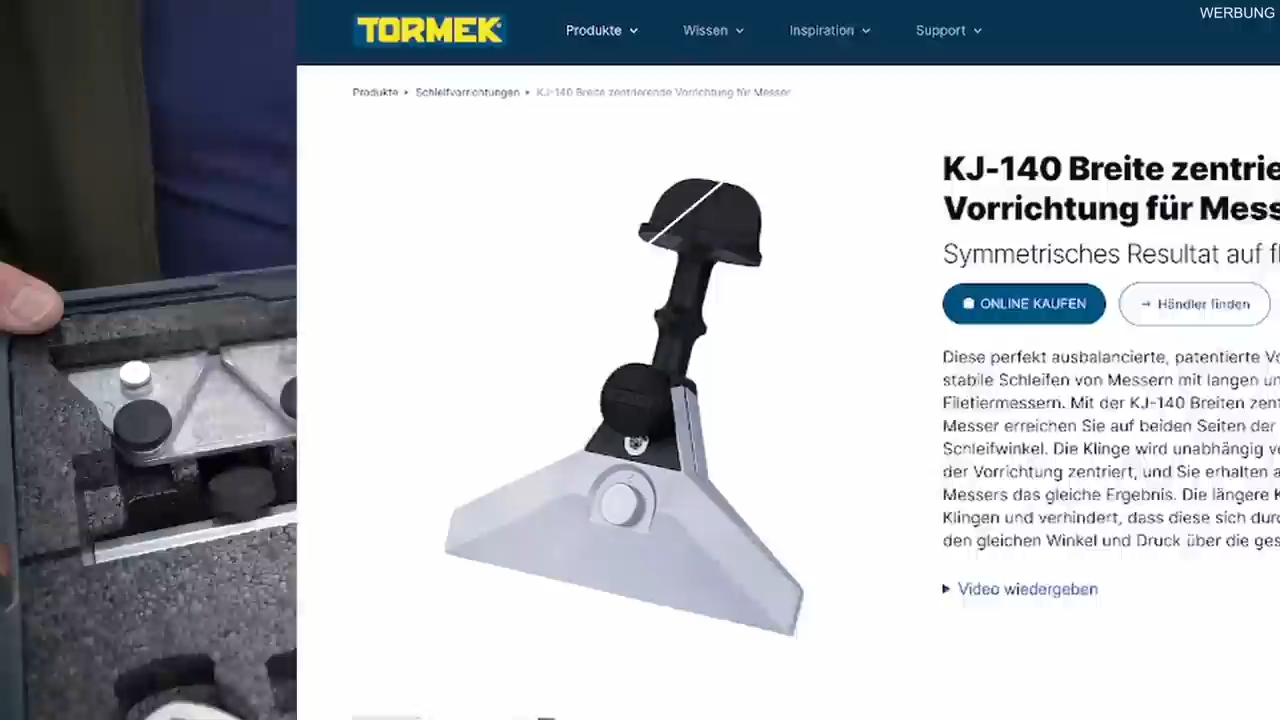 WERBUNG
TORMEK
Produkte Wissen Inspiration Support
Produkte Schleifvorrichtungen KJ-140 Breite zentrierende Vorrichtung für Messer
KJ-140 Breite zentrie
Vorrichtung für Mess
Symmetrisches Resultat auf fl
ONLINE KAUFEN → Händler finden
Diese perfekt ausbalancierte, patentierte Vo
stabile Schleifen von Messern mit langen un
Filetiermessern. Mit der KJ-140 Breiten zent
Messer erreichen Sie auf beiden Seiten der
Schleifwinkel. Die Klinge wird unabhängig v
der Vorrichtung zentriert, und Sie erhalten a
Messers das gleiche Ergebnis. Die längere K
Klingen und verhindert, dass diese sich dur
den gleichen Winkel und Druck über die ges
Video wiedergeben